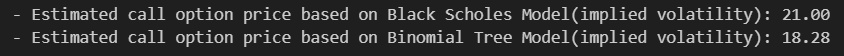 - Estimated call option price based on Black Scholes Model(implied volatility): 21.00
- Estimated call option price based on Binomial Tree Model(implied volatility): 18.28